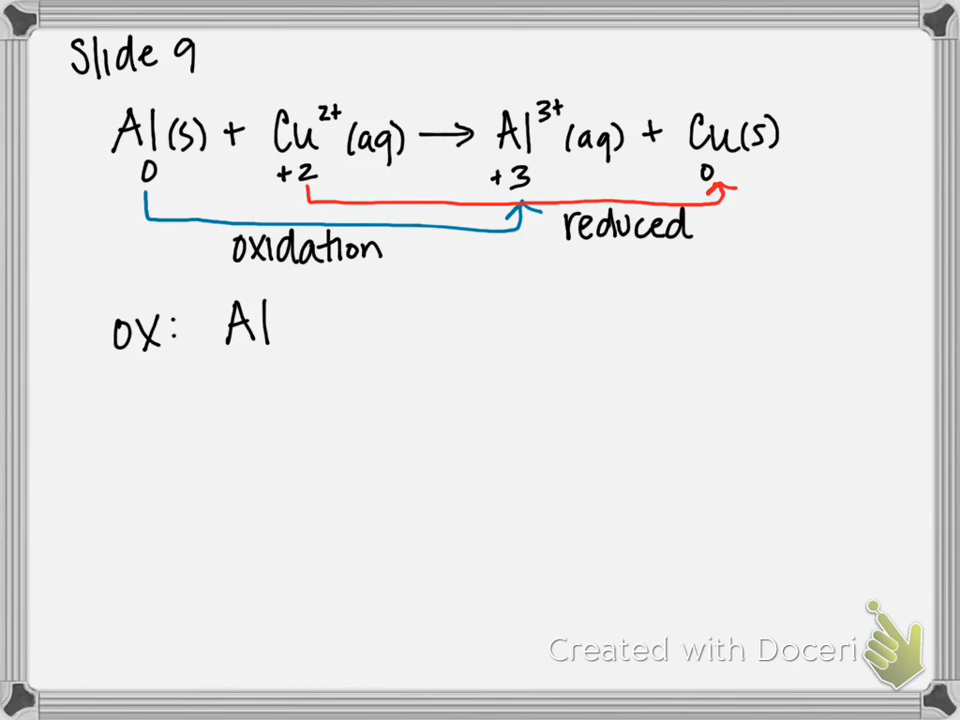 Slide 9
Al(s) + Cu²⁺(aq) → Al³⁺(aq) + Cu(s)
0 +2 +3 0
oxidation reduced
ox: Al
Created with Doceri